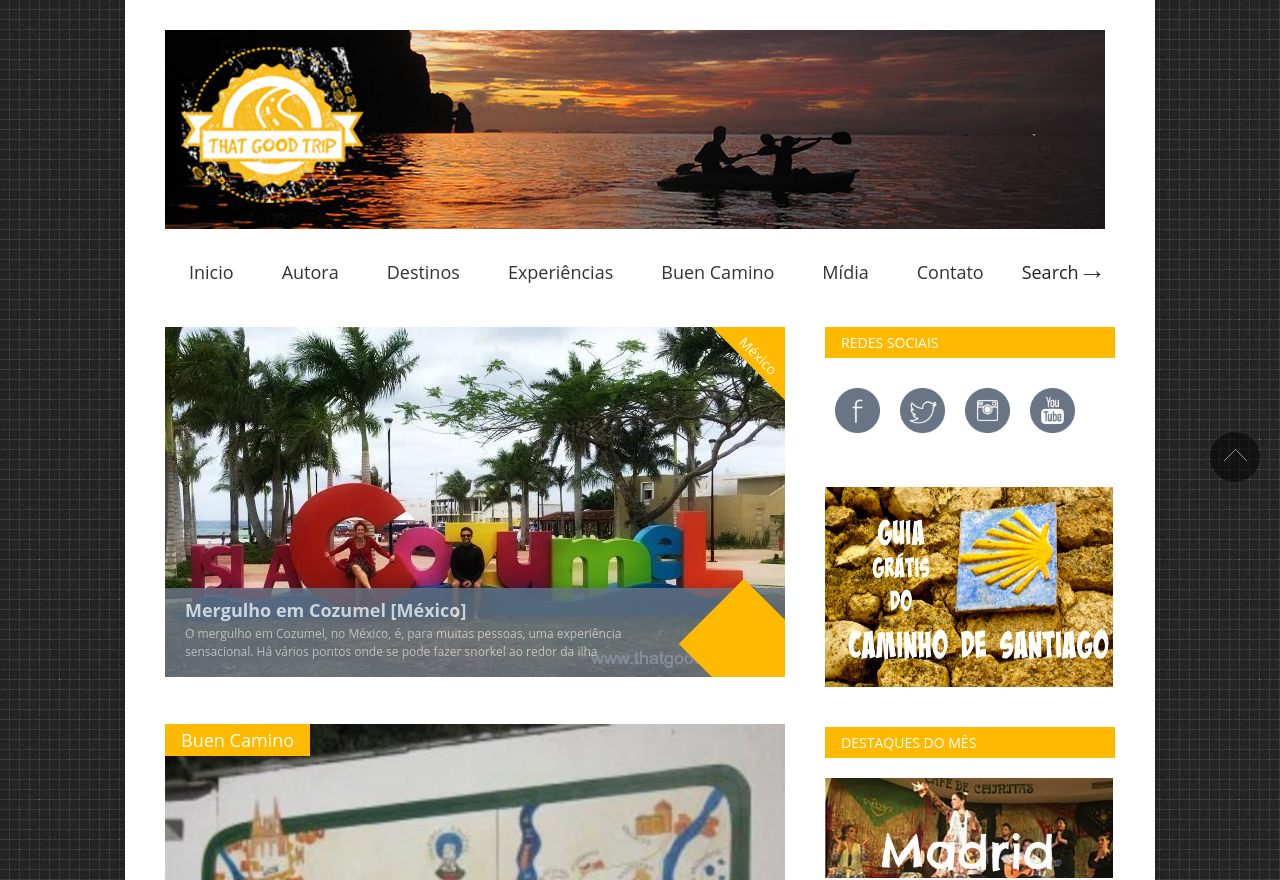 THAT GOOD TRIP
Inicio
Autora
Destinos
Experiências
Buen Camino
Mídia
Contato
Search →
México
ISLA COZUMEL
Mergulho em Cozumel [México]
O mergulho em Cozumel, no México, é, para muitas pessoas, uma experiência
sensacional. Há vários pontos onde se pode fazer snorkel ao redor da ilha
REDES SOCIAIS
f
You
Tube
GUIA
GRÁTIS
DO
CAMINHO DE SANTIAGO
Buen Camino
DESTAQUES DO MÊS
CAFE DE CHINITAS
Madrid